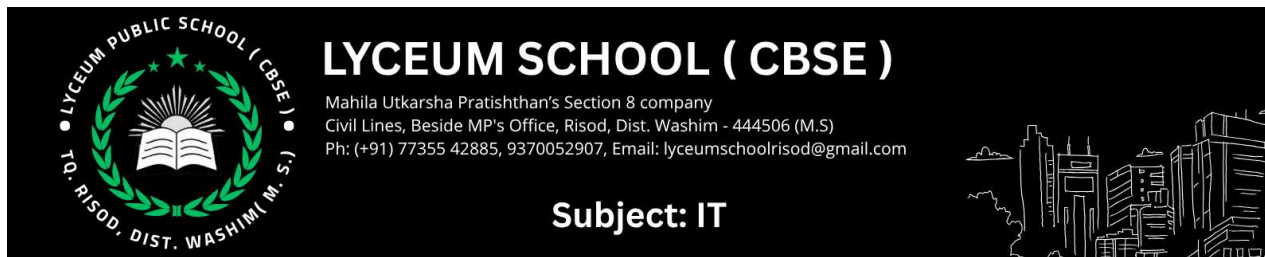 LYCEUM PUBLIC SCHOOL ( CBSE )
TQ. RISOD, DIST. WASHIM( M. S.)
LYCEUM SCHOOL ( CBSE )
Mahila Utkarsha Pratishthan’s Section 8 company
Civil Lines, Beside MP's Office, Risod, Dist. Washim - 444506 (M.S)
Ph: (+91) 77355 42885, 9370052907, Email: lyceumschoolrisod@gmail.com
Subject: IT